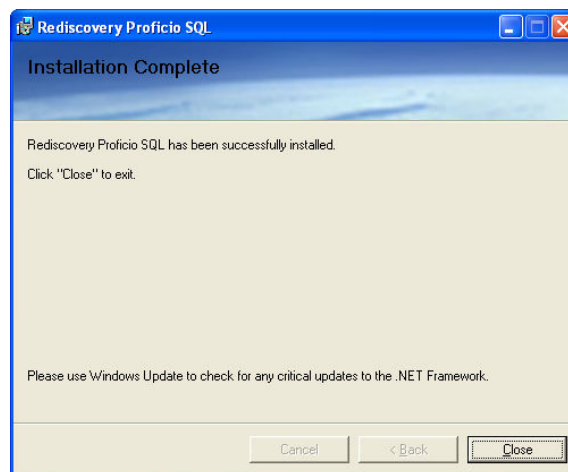 Rediscovery Proficio SQL
Installation Complete
Rediscovery Proficio SQL has been successfully installed.
Click "Close" to exit.
Please use Windows Update to check for any critical updates to the .NET Framework.
Cancel < Back Close